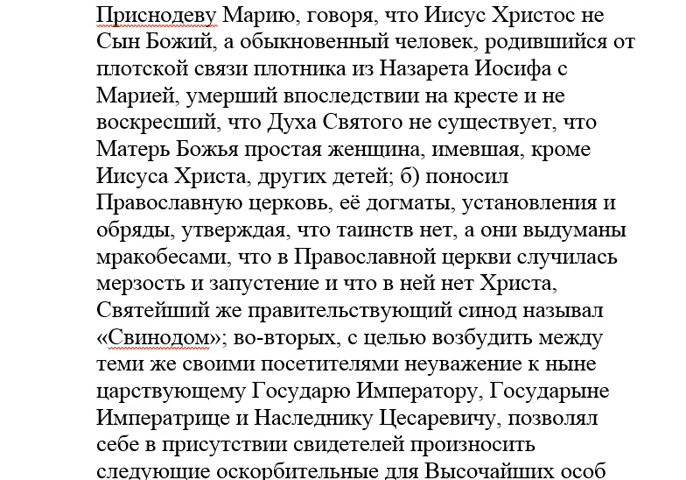 Приснодеву Марию, говоря, что Иисус Христос не
Сын Божий, а обыкновенный человек, родившийся от
плотской связи плотника из Назарета Иосифа с
Марией, умерший впоследствии на кресте и не
воскресший, что Духа Святого не существует, что
Матерь Божья простая женщина, имевшая, кроме
Иисуса Христа, других детей; б) поносил
Православную церковь, её догматы, установления и
обряды, утверждая, что таинств нет, а они выдуманы
мракобесами, что в Православной церкви случилась
мерзость и запустение и что в ней нет Христа,
Святейший же правительствующий синод называл
«Свинодом»; во-вторых, с целью возбудить между
теми же своими посетителями неуважение к ныне
царствующему Государю Императору, Государыне
Императрице и Наследнику Цесаревичу, позволял
себе в присутствии свидетелей произносить
следующие оскорбительные для Высочайших особ